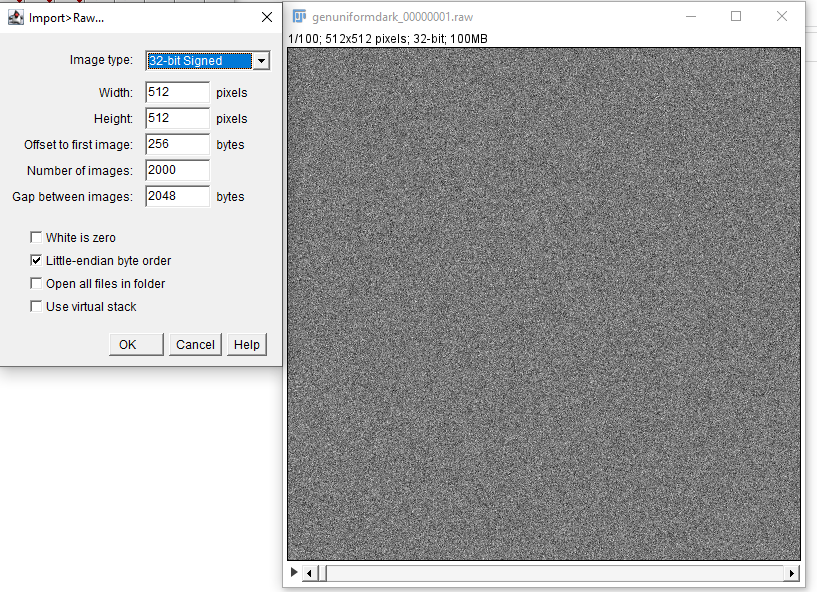 Import>Raw...
Image type: 32-bit Signed
Width: 512 pixels
Height: 512 pixels
Offset to first image: 256 bytes
Number of images: 2000
Gap between images: 2048 bytes
White is zero
Little-endian byte order
Open all files in folder
Use virtual stack
OK Cancel Help
genuniformdark_00000001.raw
1/100; 512x512 pixels; 32-bit; 100MB